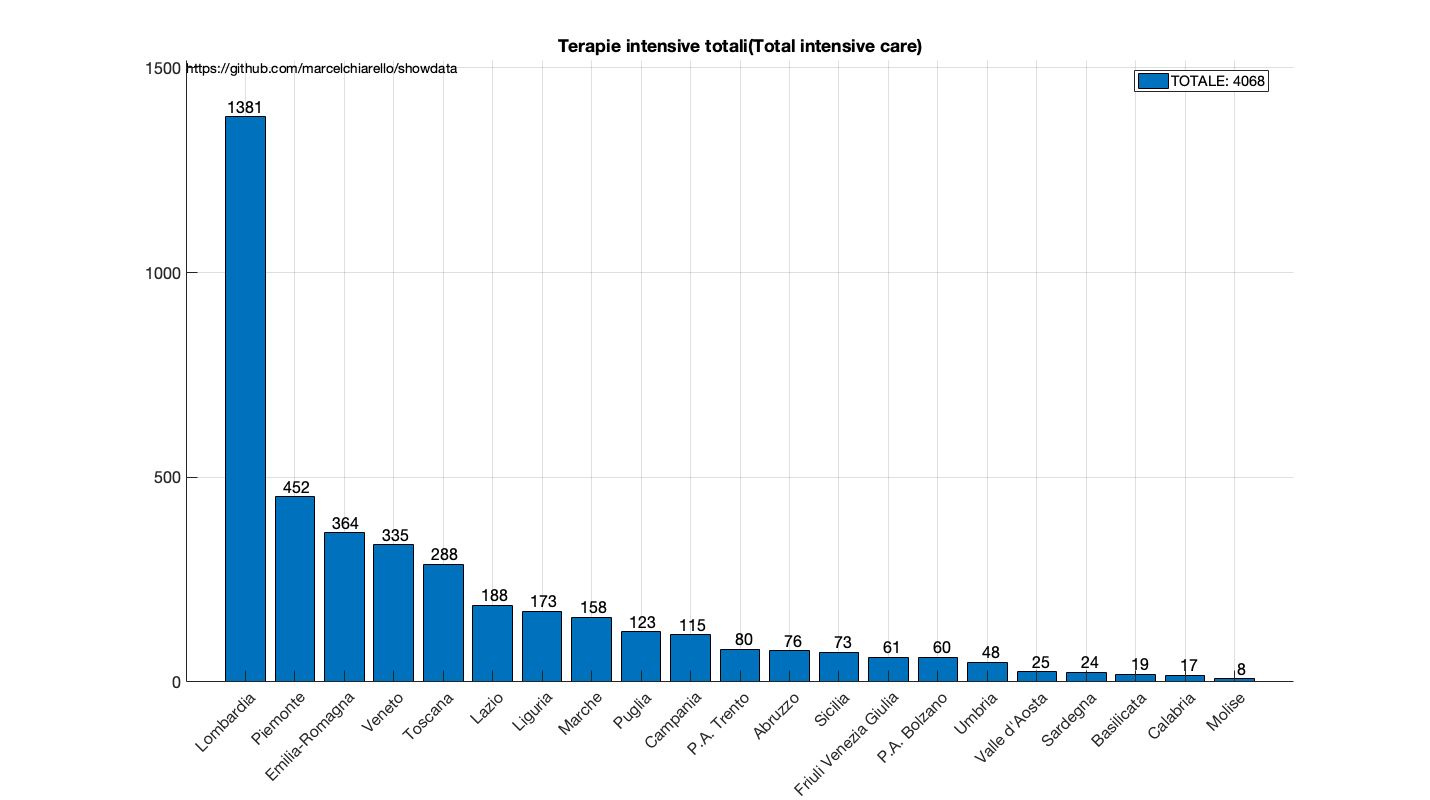 Terapie intensive totali(Total intensive care)
https://github.com/marcelchiarello/showdata
TOTALE: 4068
1500
1000
500
0
1381
452
364
335
288
188
173
158
123
115
80
76
73
61
60
48
25
24
19
17
8
Lombardia
Piemonte
Emilia-Romagna
Veneto
Toscana
Lazio
Liguria
Marche
Puglia
Campania
P.A. Trento
Abruzzo
Sicilia
Friuli Venezia Giulia
P.A. Bolzano
Umbria
Valle d'Aosta
Sardegna
Basilicata
Calabria
Molise